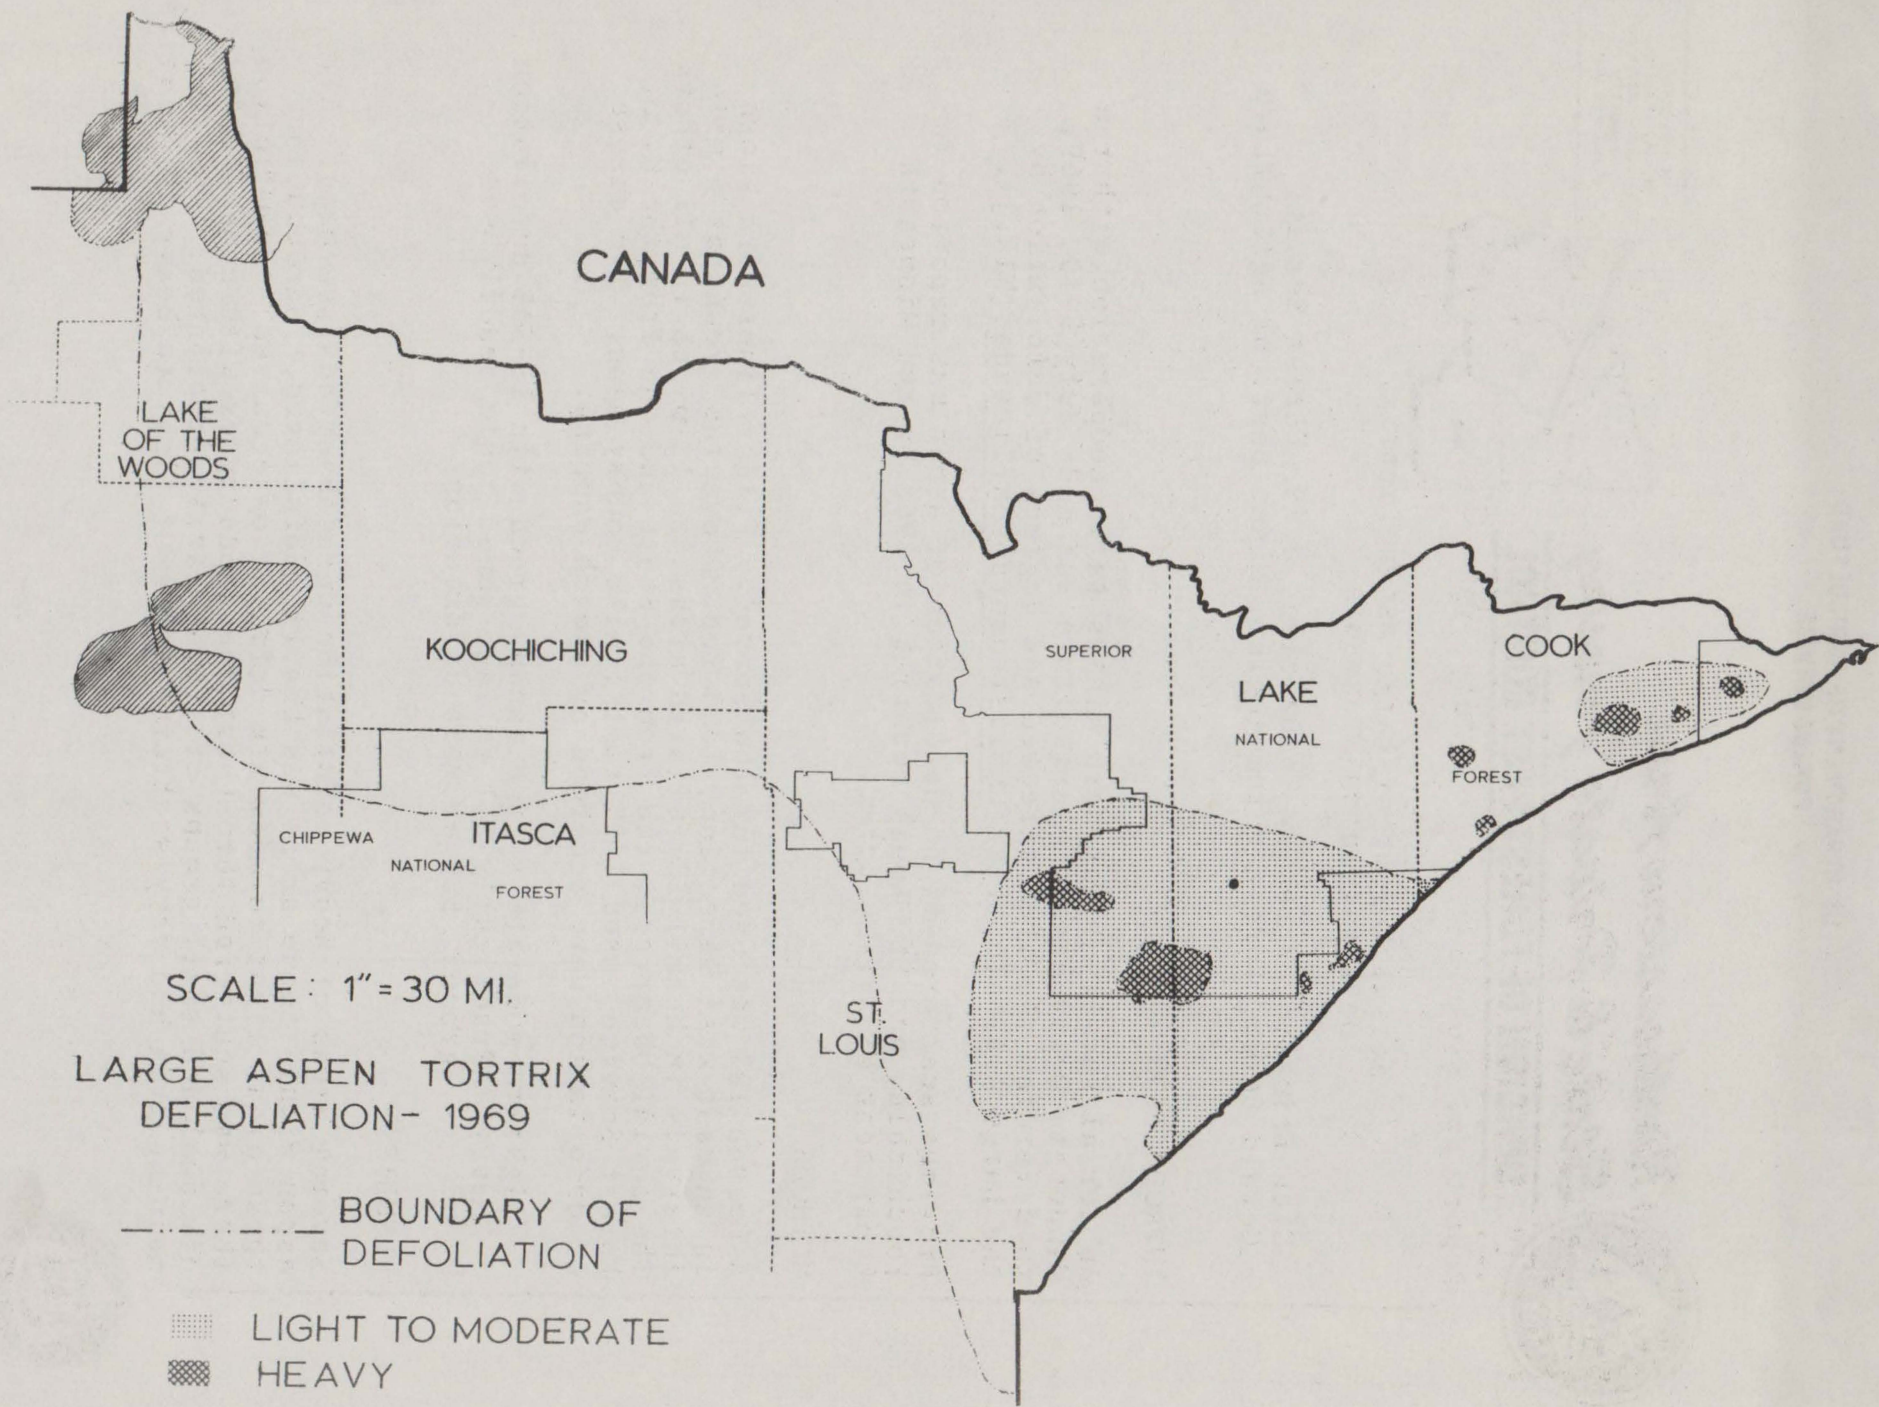 CANADA
LAKE
OF THE
WOODS
KOOCHICHING
SUPERIOR
COOK
LAKE
NATIONAL
FOREST
CHIPPEWA
ITASCA
NATIONAL
FOREST
SCALE: 1"=30 MI.
ST.
LOUIS
LARGE ASPEN TORTRIX
DEFOLIATION- 1969
BOUNDARY OF
DEFOLIATION
LIGHT TO MODERATE
HEAVY